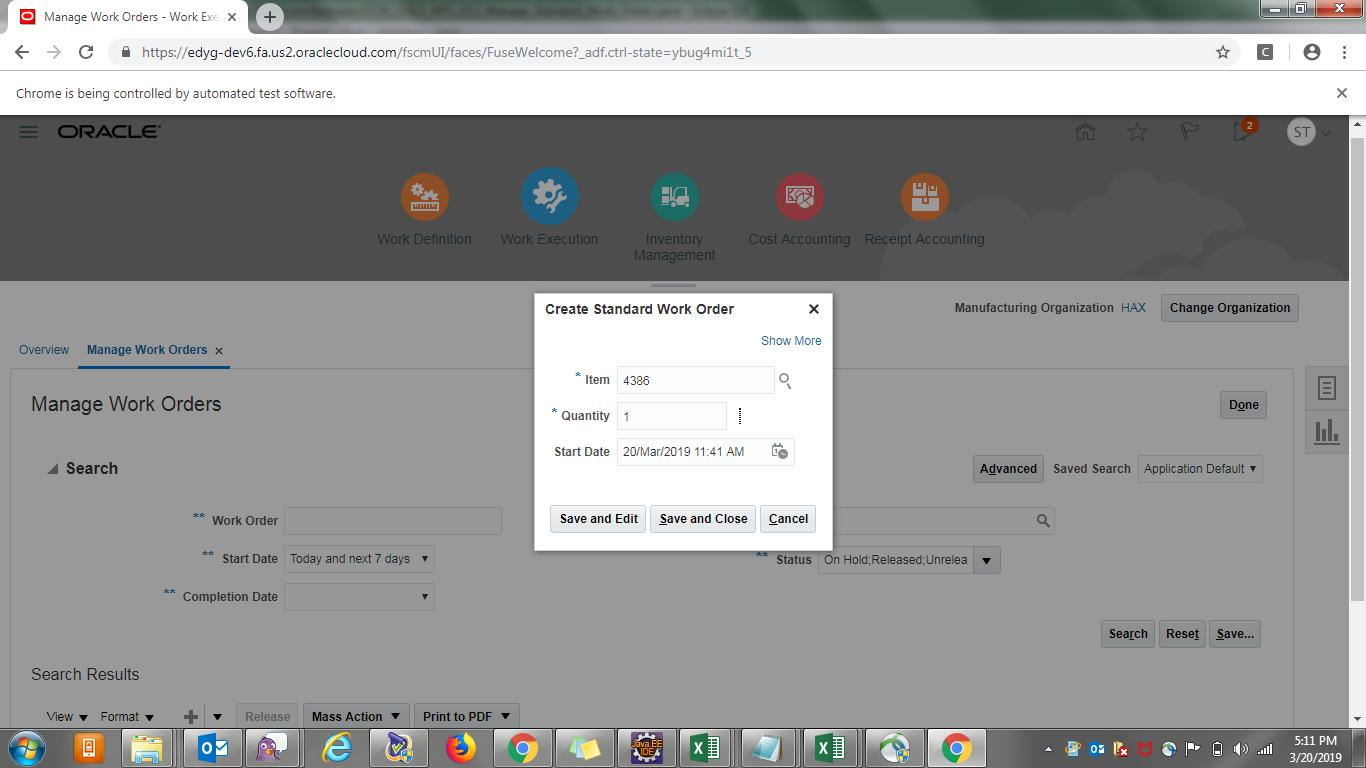 Manage Work Orders - Work Exe
https://edyg-dev6.fa.us2.oraclecloud.com/fscmUI/faces/FuseWelcome?_adf.ctrl-state=ybug4mi1t_5
C
Chrome is being controlled by automated test software.
ORACLE
2
ST
Work Definition
Work Execution
Inventory Management
Cost Accounting
Receipt Accounting
Manufacturing Organization HAX
Change Organization
Overview
Manage Work Orders
Manage Work Orders
Done
Search
Advanced
Saved Search
Application Default
** Work Order
** Start Date Today and next 7 days
** Status On Hold;Released;Unrelea
** Completion Date
Search
Reset
Save...
Search Results
View
Format
Release
Mass Action
Print to PDF
Create Standard Work Order
Show More
* Item 4386
* Quantity 1
Start Date 20/Mar/2019 11:41 AM
Save and Edit
Save and Close
Cancel
Java EE
IDE
5:11 PM
3/20/2019